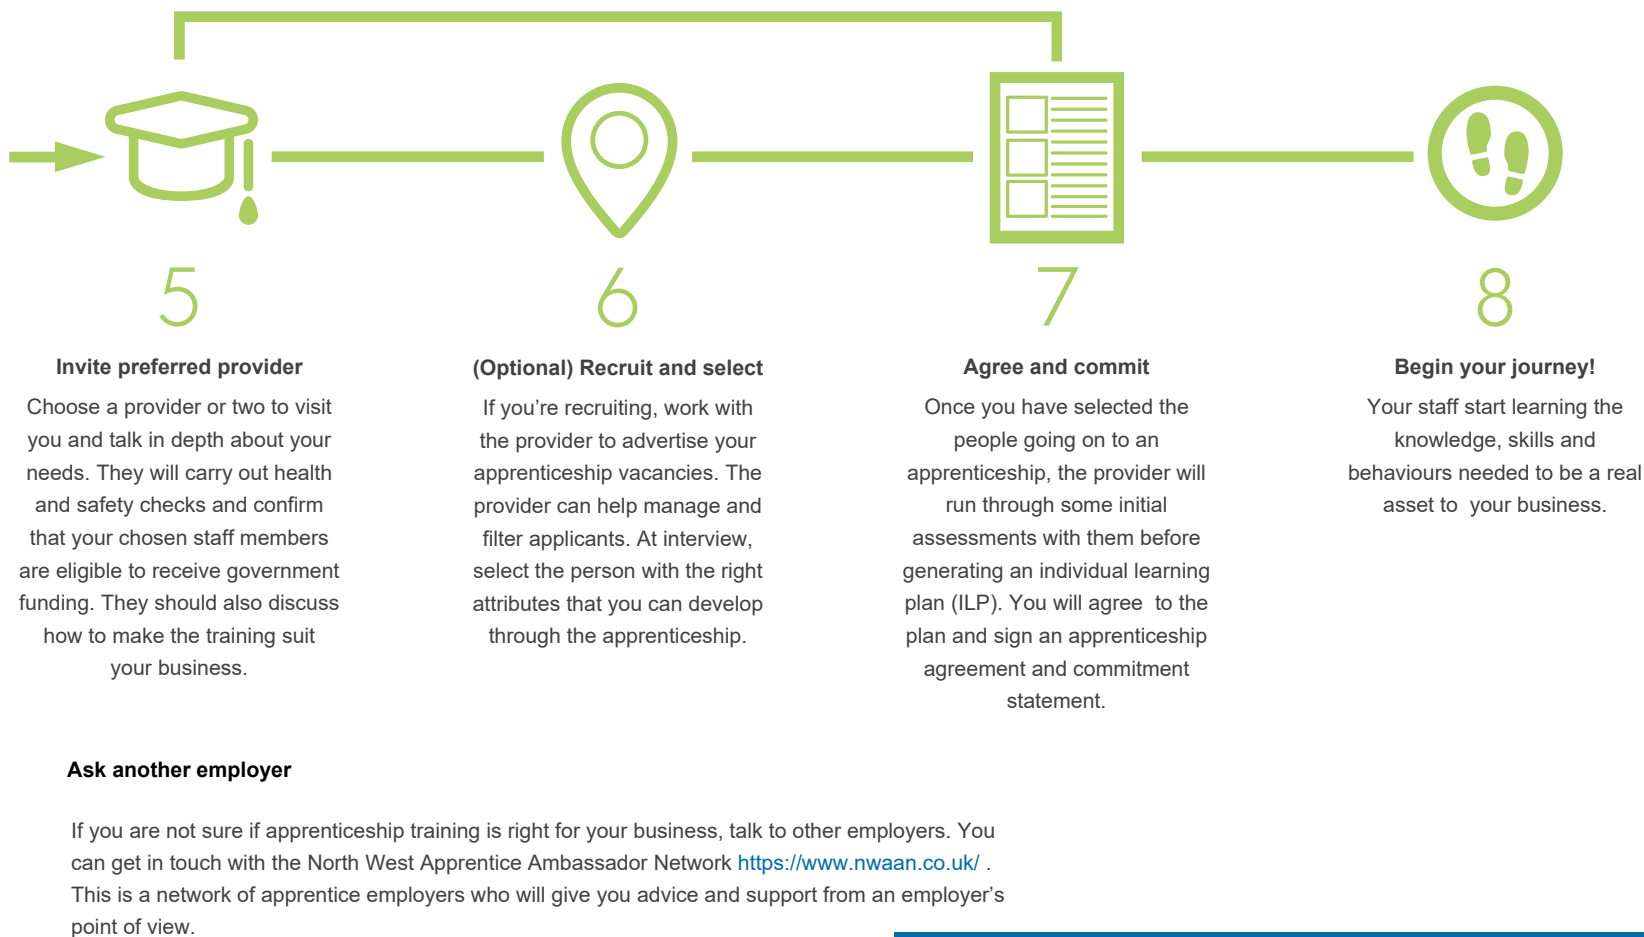 5
Invite preferred provider
Choose a provider or two to visit
you and talk in depth about your
needs. They will carry out health
and safety checks and confirm
that your chosen staff members
are eligible to receive government
funding. They should also discuss
how to make the training suit
your business.
6
(Optional) Recruit and select
If you’re recruiting, work with
the provider to advertise your
apprenticeship vacancies. The
provider can help manage and
filter applicants. At interview,
select the person with the right
attributes that you can develop
through the apprenticeship.
7
Agree and commit
Once you have selected the
people going on to an
apprenticeship, the provider will
run through some initial
assessments with them before
generating an individual learning
plan (ILP). You will agree  to the
plan and sign an apprenticeship
agreement and commitment
statement.
8
Begin your journey!
Your staff start learning the
knowledge, skills and
behaviours needed to be a real
asset to  your business.
Ask another employer
If you are not sure if apprenticeship training is right for your business, talk to other employers. You
can get in touch with the North West Apprentice Ambassador Network https://www.nwaan.co.uk/ .
This is a network of apprentice employers who will give you advice and support from an employer’s
point of view.